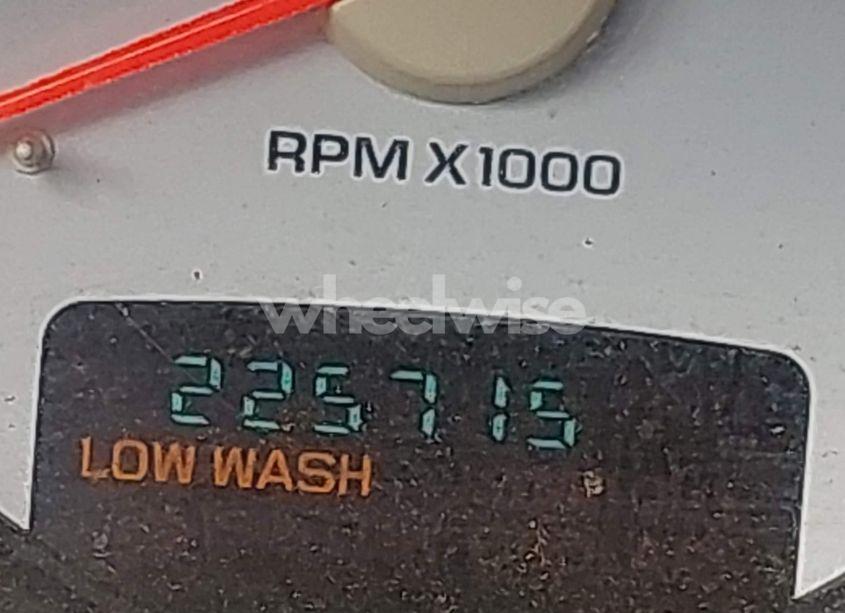 RPM X1000
wheelwise
225715
LOW WASH